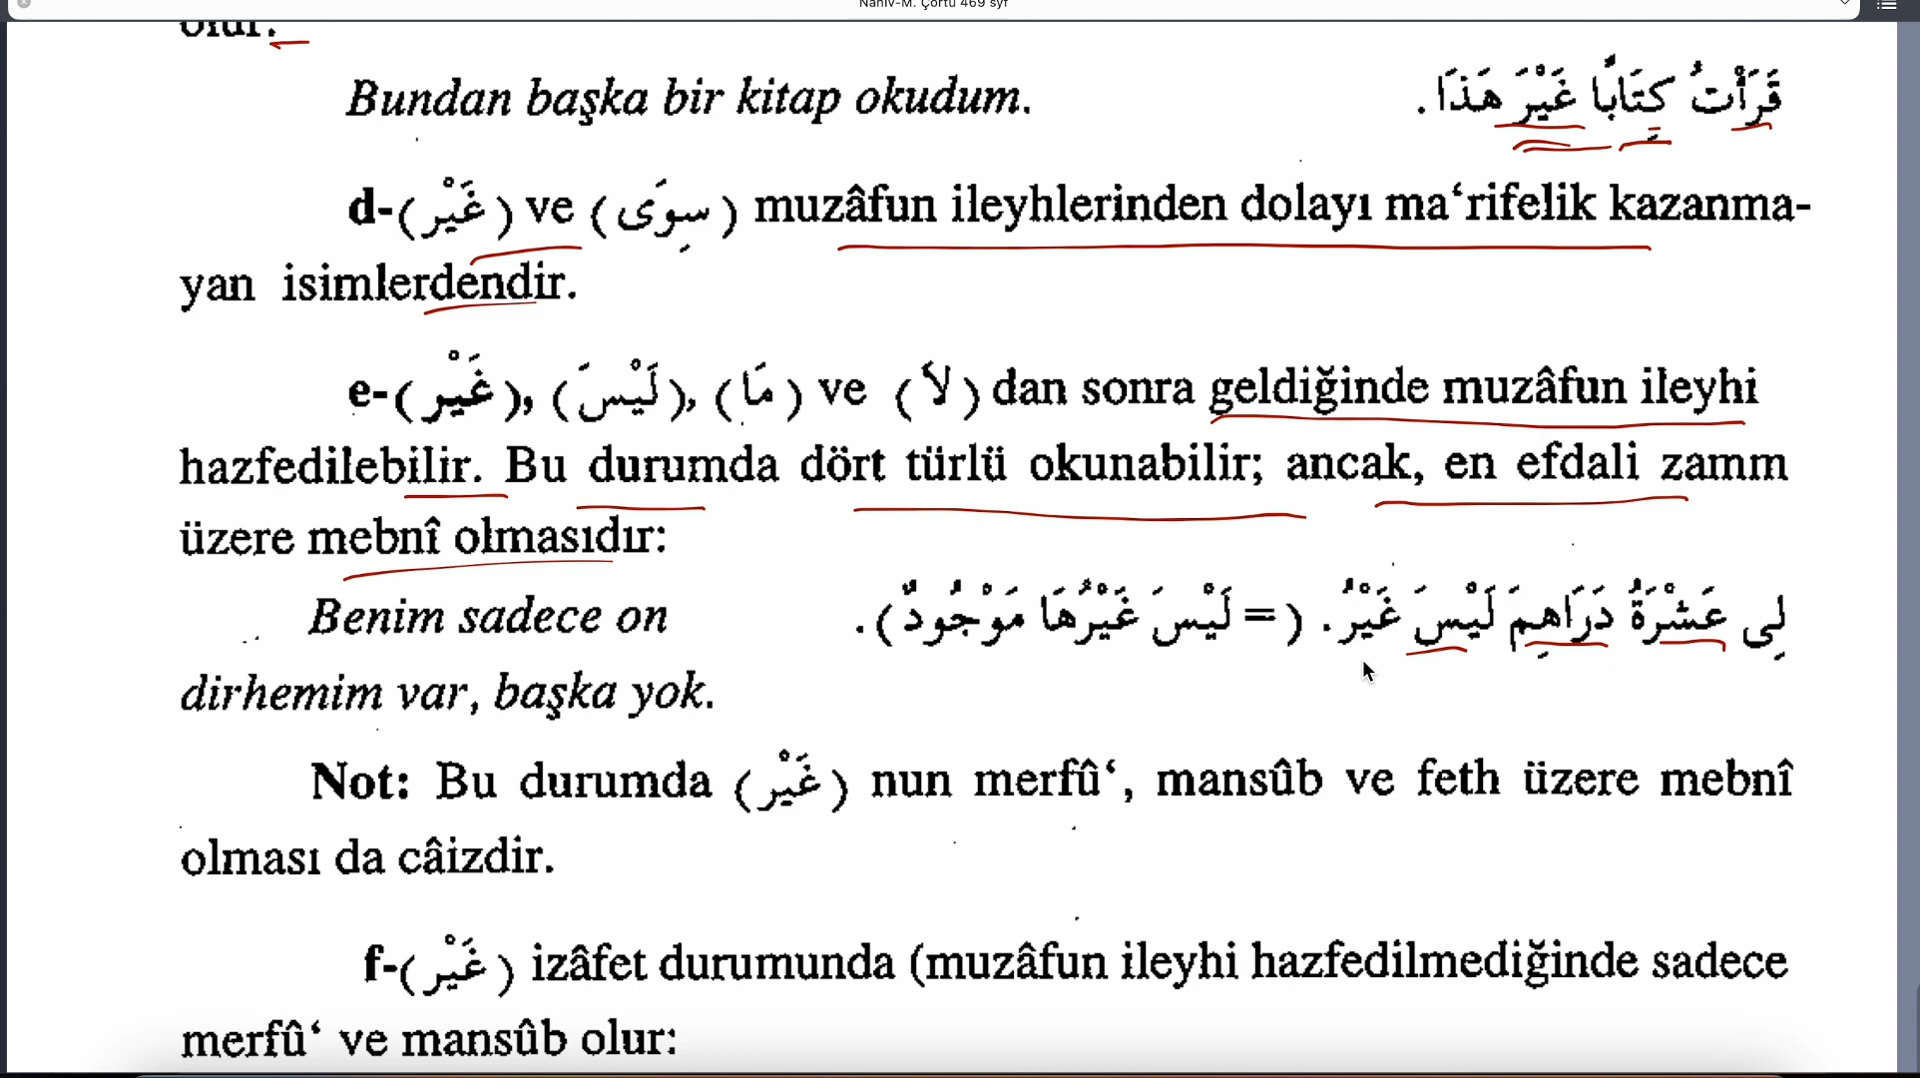 Nahiv-M. Çörtü 469 syf
olur.
Bundan başka bir kitap okudum. قَرَأْتُ كِتَاباً غَيْرَ هَذَا.
d-(غَيْر) ve (سِوَى) muzâfun ileyhlerinden dolayı ma‘rifelik kazanma-
yan isimlerdendir.
e-(غَيْر), (لَيْسَ), (مَا) ve (لاَ) dan sonra geldiğinde muzâfun ileyhi
hazfedilebilir. Bu durumda dört türlü okunabilir; ancak, en efdali zamm
üzere mebnî olmasıdır:
Benim sadece on لِى عَشْرَةُ دَرَاهِمَ لَيْسَ غَيْرُ. (= لَيْسَ غَيْرُهَا مَوْجُودٌ).
dirhemim var, başka yok.
Not: Bu durumda (غَيْر) nun merfû‘, mansûb ve feth üzere mebnî
olması da câizdir.
f-(غَيْر) izâfet durumunda (muzâfun ileyhi hazfedilmediğinde sadece
merfû‘ ve mansûb olur: